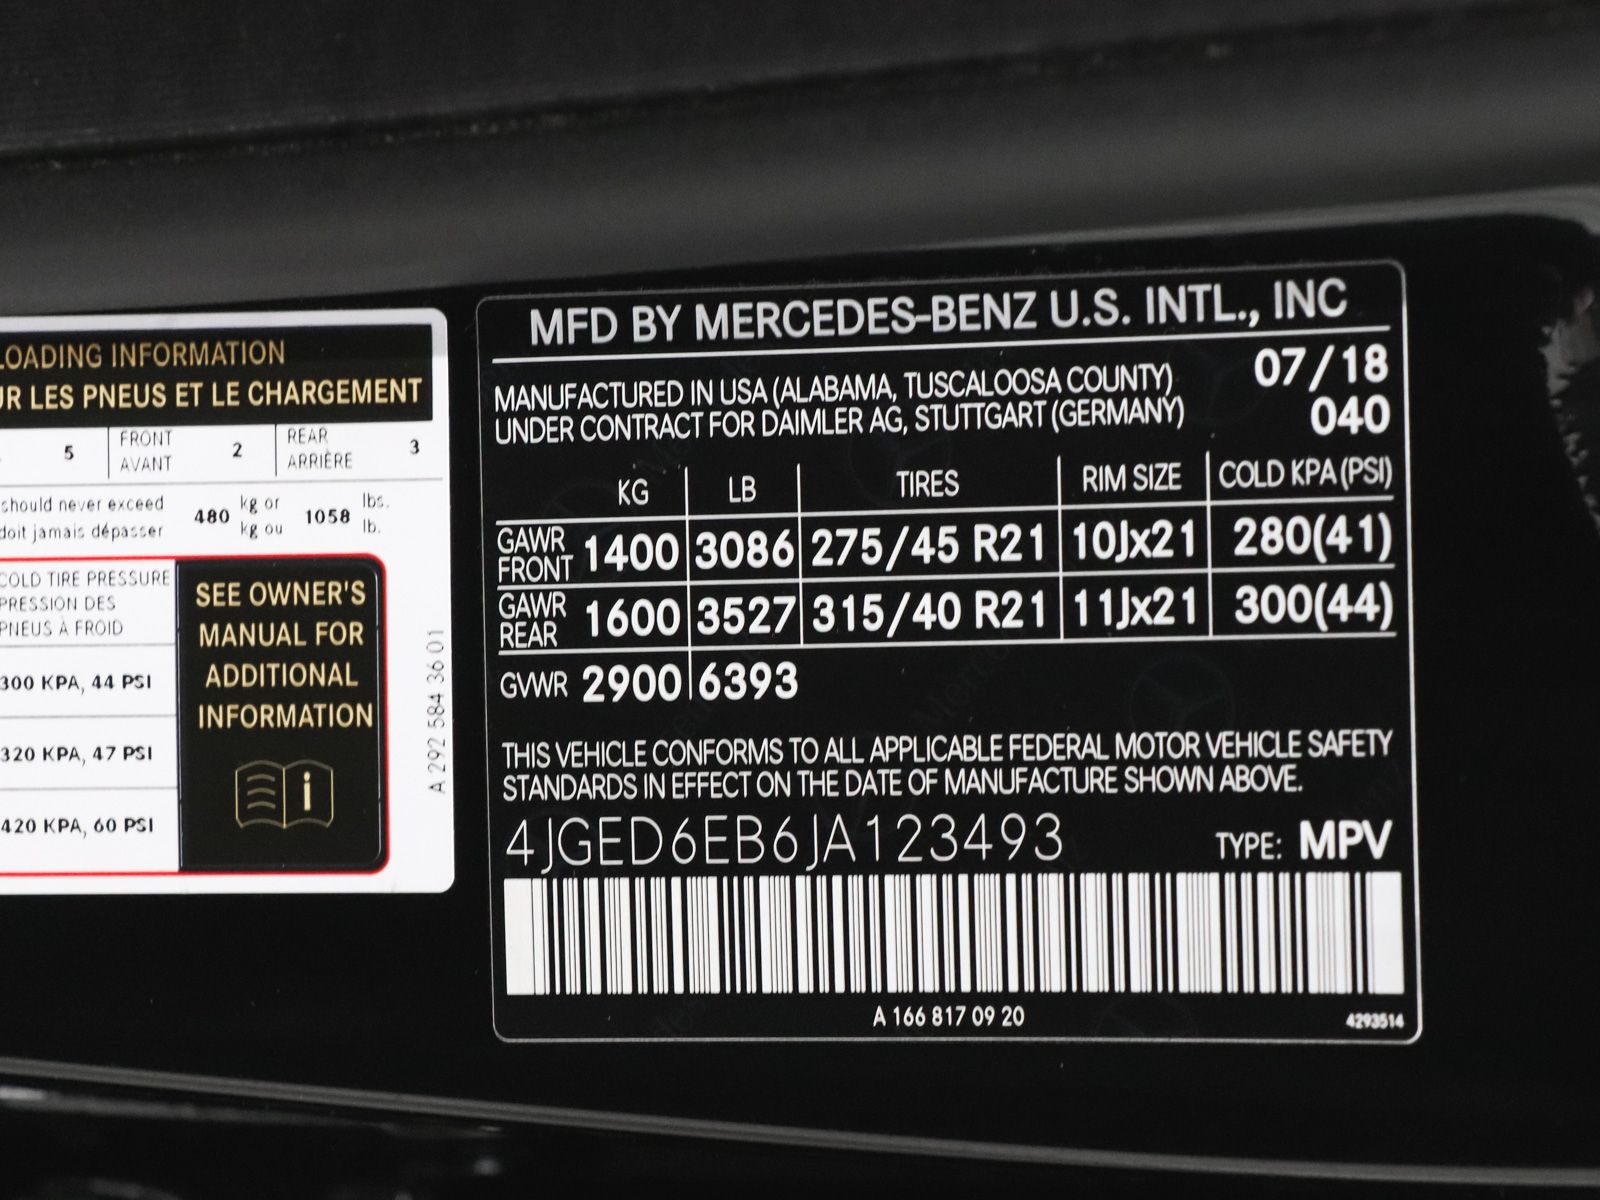 LOADING INFORMATION
UR LES PNEUS ET LE CHARGEMENT
5 FRONT AVANT 2 REAR ARRIÈRE 3
should never exceed 480 kg or 1058 lbs.
doit jamais dépasser kg ou lb.
COLD TIRE PRESSURE
PRESSION DES
PNEUS À FROID
300 KPA, 44 PSI
320 KPA, 47 PSI
420 KPA, 60 PSI
SEE OWNER'S
MANUAL FOR
ADDITIONAL
INFORMATION
i
A 292 584 36 01
MFD BY MERCEDES-BENZ U.S. INTL., INC
MANUFACTURED IN USA (ALABAMA, TUSCALOOSA COUNTY) 07/18
UNDER CONTRACT FOR DAIMLER AG, STUTTGART (GERMANY) 040
KG LB TIRES RIM SIZE COLD KPA (PSI)
GAWR FRONT 1400 3086 275/45 R21 10Jx21 280(41)
GAWR REAR 1600 3527 315/40 R21 11Jx21 300(44)
GVWR 2900 6393
THIS VEHICLE CONFORMS TO ALL APPLICABLE FEDERAL MOTOR VEHICLE SAFETY
STANDARDS IN EFFECT ON THE DATE OF MANUFACTURE SHOWN ABOVE.
4JGED6EB6JA123493 TYPE: MPV
A 166 817 09 20
4293514